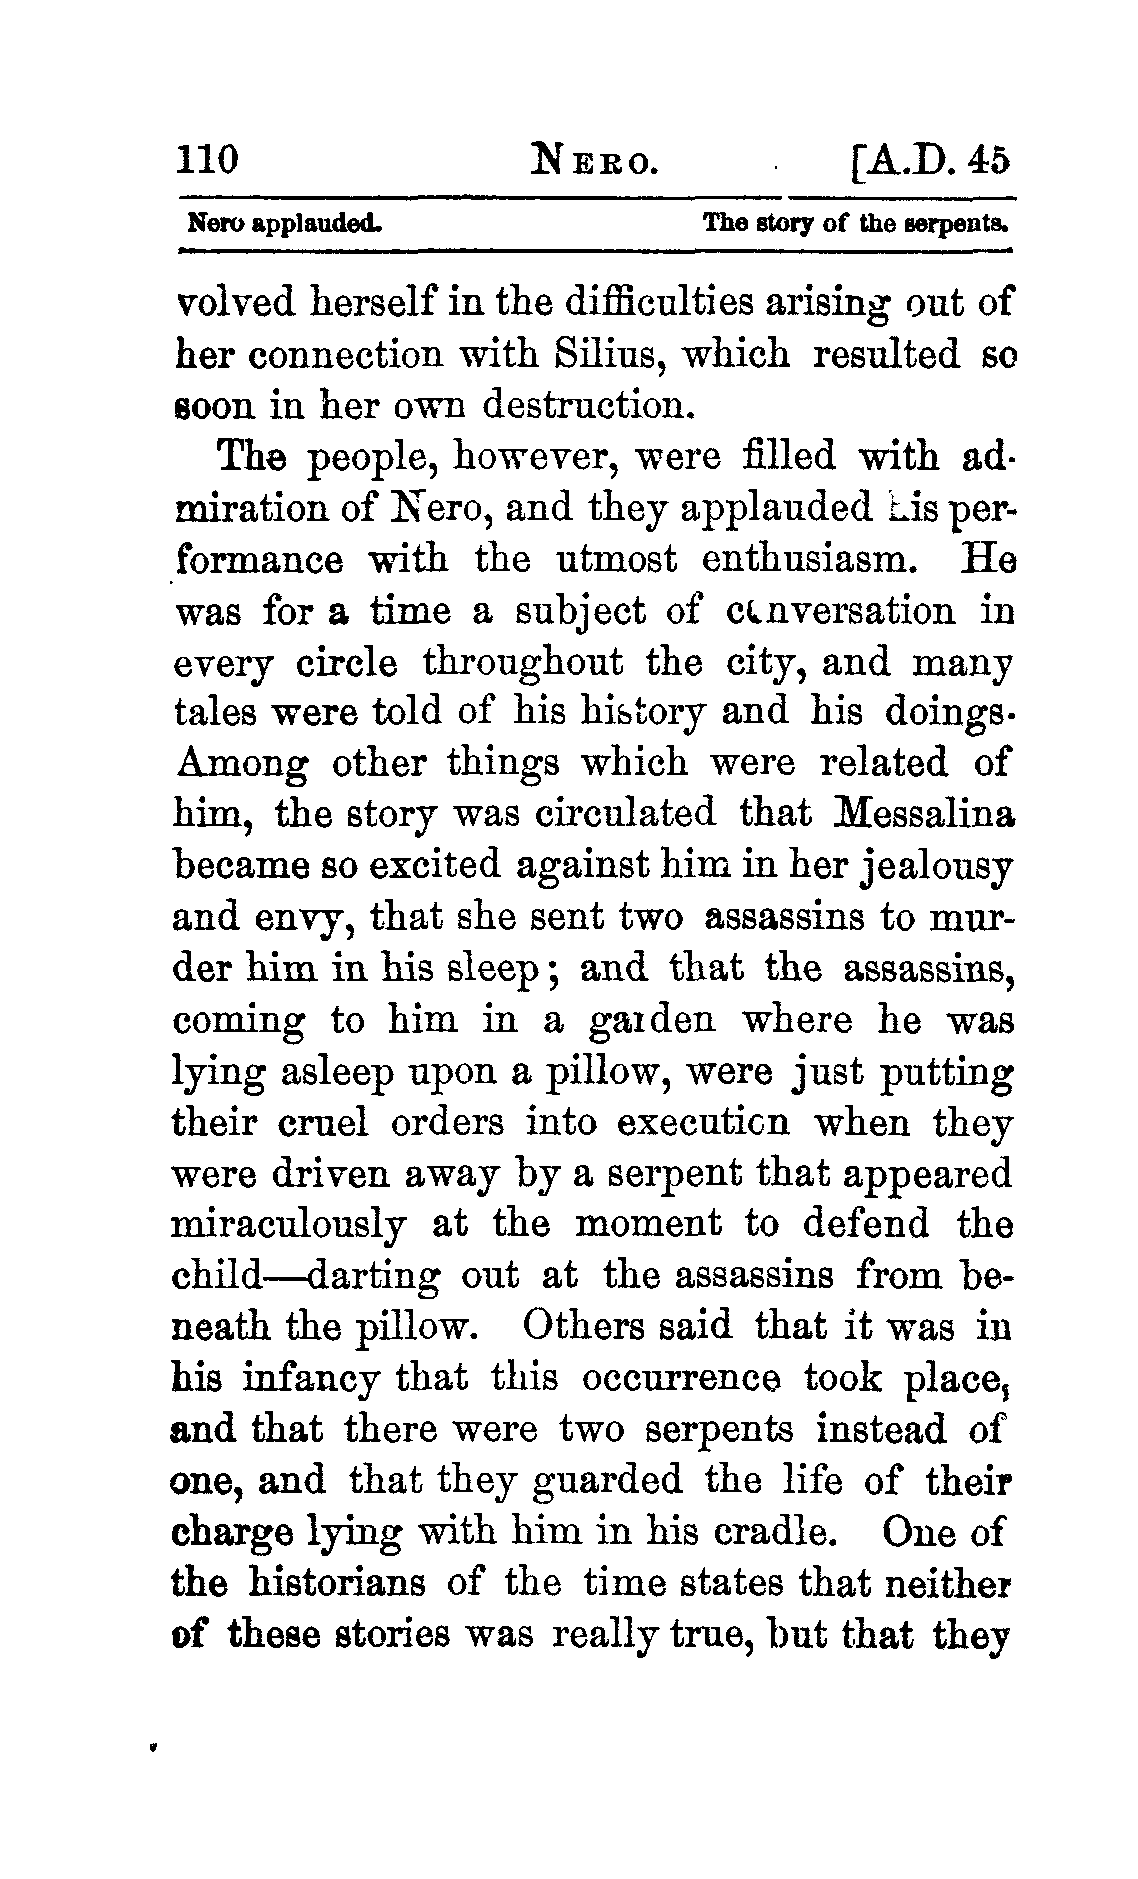 110 NERO. [A.D. 45
Nero applauded. The story of the serpents.
volved herself in the difficulties arising out of
her connection with Silius, which resulted so
soon in her own destruction.
The people, however, were filled with ad-
miration of Nero, and they applauded his per-
formance with the utmost enthusiasm. He
was for a time a subject of conversation in
every circle throughout the city, and many
tales were told of his history and his doings.
Among other things which were related of
him, the story was circulated that Messalina
became so excited against him in her jealousy
and envy, that she sent two assassins to mur-
der him in his sleep; and that the assassins,
coming to him in a garden where he was
lying asleep upon a pillow, were just putting
their cruel orders into execution when they
were driven away by a serpent that appeared
miraculously at the moment to defend the
child—darting out at the assassins from be-
neath the pillow. Others said that it was in
his infancy that this occurrence took place,
and that there were two serpents instead of
one, and that they guarded the life of their
charge lying with him in his cradle. One of
the historians of the time states that neither
of these stories was really true, but that they